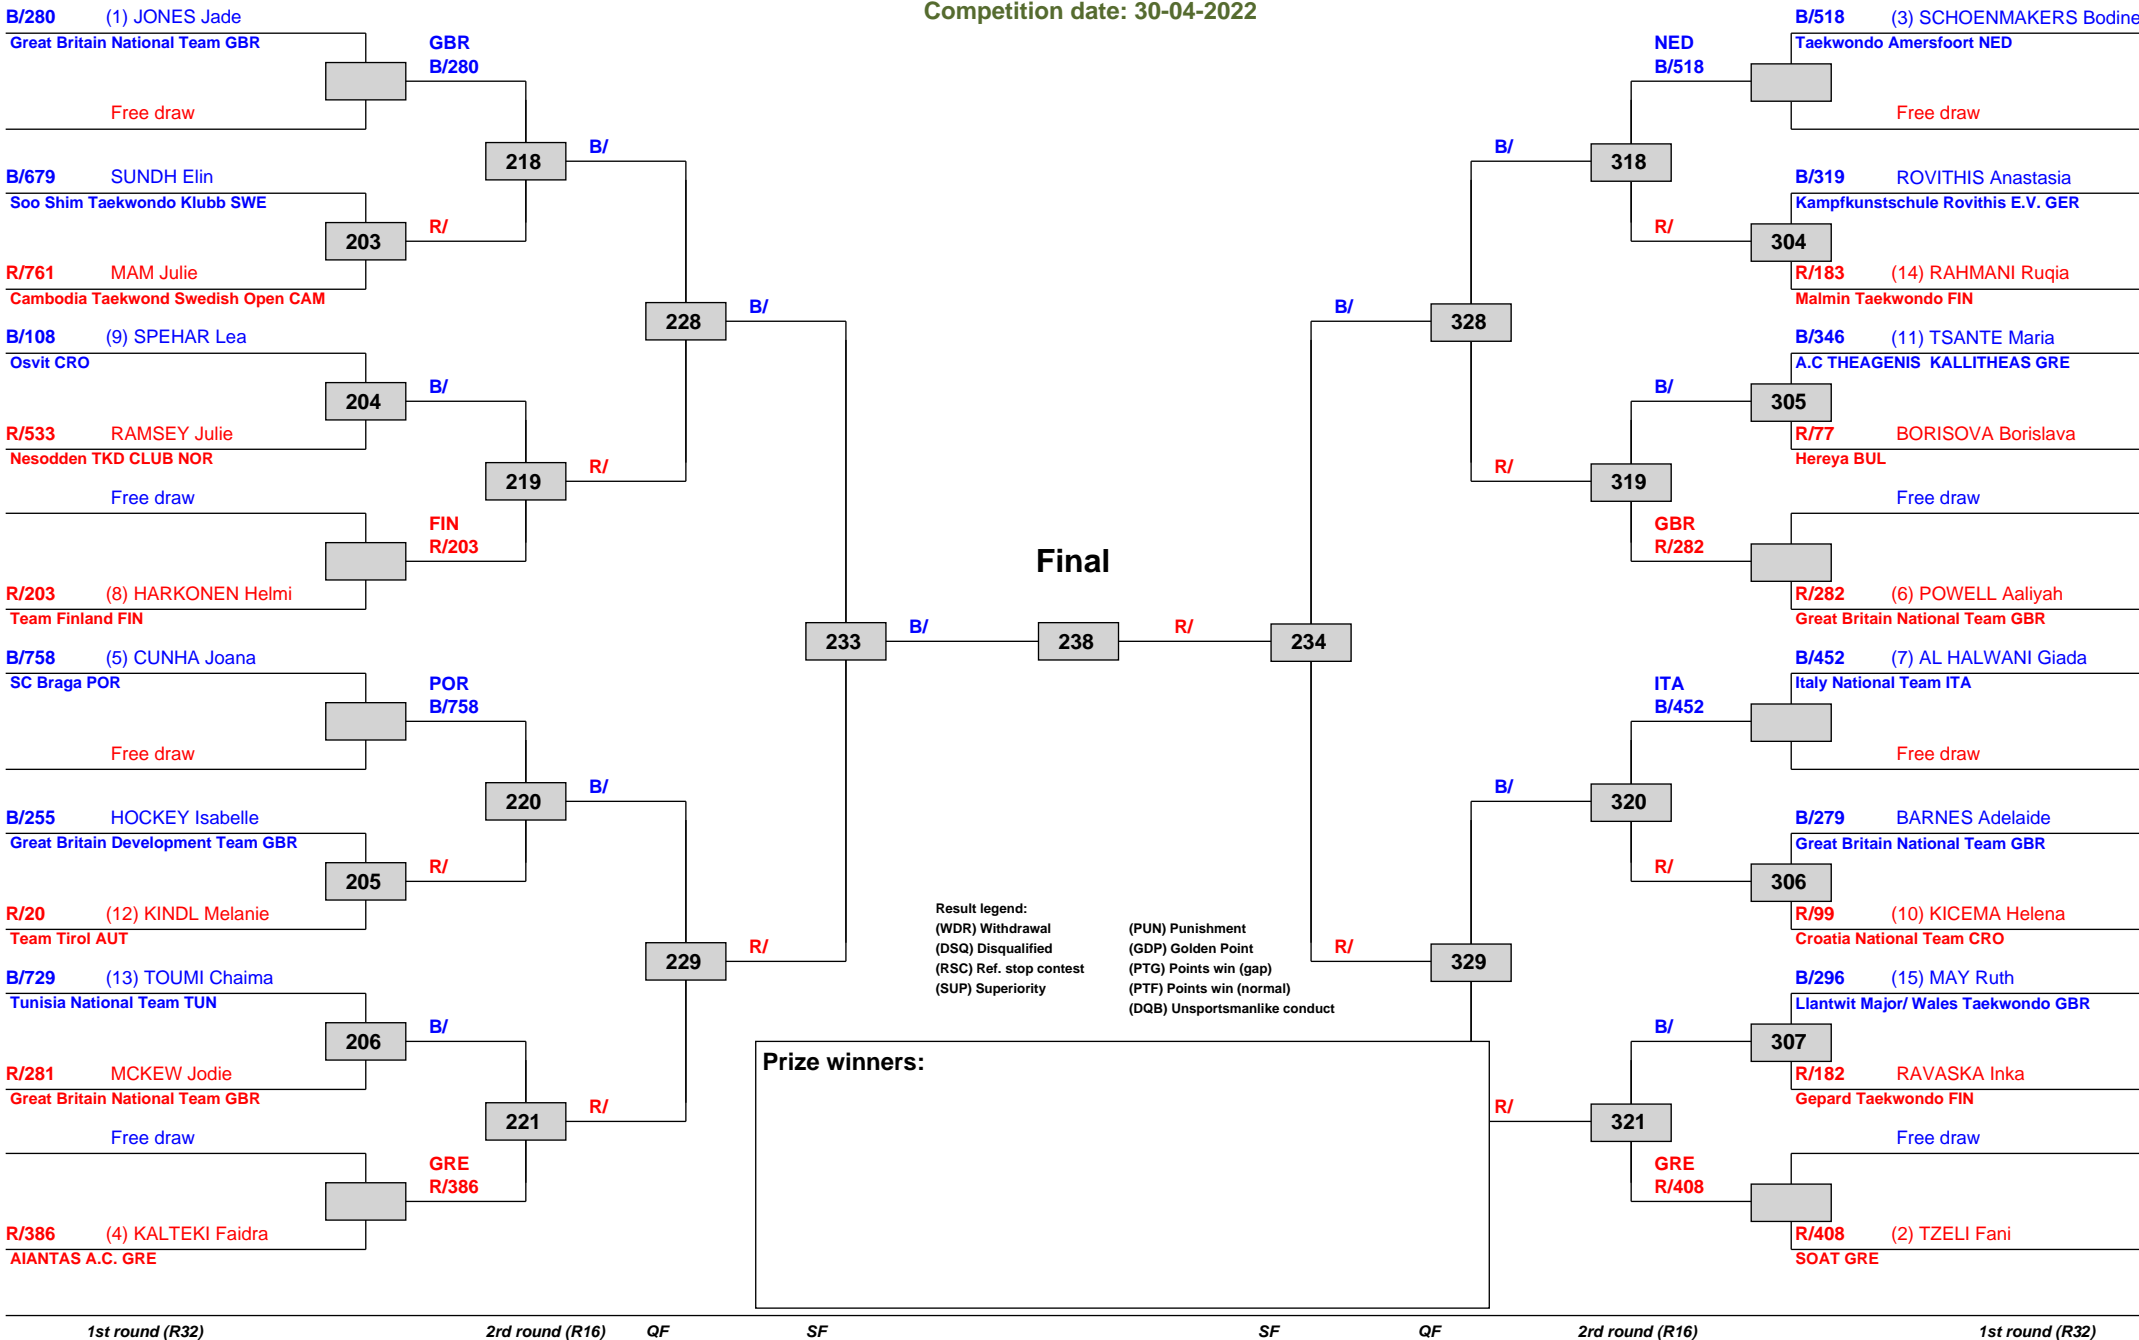 Competition date: 30-04-2022
B/280 (1) JONES Jade
Great Britain National Team GBR
Free draw
GBR
B/280
B/679 SUNDH Elin
Soo Shim Taekwondo Klubb SWE
203
R/761 MAM Julie
Cambodia Taekwond Swedish Open CAM
R/
218
B/
B/108 (9) SPEHAR Lea
Osvit CRO
204
R/533 RAMSEY Julie
Nesodden TKD CLUB NOR
B/
Free draw
R/203 (8) HARKONEN Helmi
Team Finland FIN
FIN
R/203
219
R/
228
B/
B/758 (5) CUNHA Joana
SC Braga POR
Free draw
POR
B/758
B/255 HOCKEY Isabelle
Great Britain Development Team GBR
205
R/20 (12) KINDL Melanie
Team Tirol AUT
R/
220
B/
B/729 (13) TOUMI Chaima
Tunisia National Team TUN
206
R/281 MCKEW Jodie
Great Britain National Team GBR
B/
Free draw
R/386 (4) KALTEKI Faidra
AIANTAS A.C. GRE
GRE
R/386
221
R/
229
R/
233
B/
Final
238
R/
234
B/518 (3) SCHOENMAKERS Bodine
Taekwondo Amersfoort NED
Free draw
NED
B/518
B/319 ROVITHIS Anastasia
Kampfkunstschule Rovithis E.V. GER
304
R/183 (14) RAHMANI Ruqia
Malmin Taekwondo FIN
R/
318
B/
B/346 (11) TSANTE Maria
A.C THEAGENIS KALLITHEAS GRE
305
R/77 BORISOVA Borislava
Hereya BUL
B/
Free draw
R/282 (6) POWELL Aaliyah
Great Britain National Team GBR
GBR
R/282
319
R/
328
B/
B/452 (7) AL HALWANI Giada
Italy National Team ITA
Free draw
ITA
B/452
B/279 BARNES Adelaide
Great Britain National Team GBR
306
R/99 (10) KICEMA Helena
Croatia National Team CRO
R/
320
B/
B/296 (15) MAY Ruth
Llantwit Major/ Wales Taekwondo GBR
307
R/182 RAVASKA Inka
Gepard Taekwondo FIN
B/
Free draw
R/408 (2) TZELI Fani
SOAT GRE
GRE
R/408
321
R/
329
R/
Result legend:
(WDR) Withdrawal (PUN) Punishment
(DSQ) Disqualified (GDP) Golden Point
(RSC) Ref. stop contest (PTG) Points win (gap)
(SUP) Superiority (PTF) Points win (normal)
(DQB) Unsportsmanlike conduct
Prize winners:
1st round (R32) 2rd round (R16) QF SF SF QF 2rd round (R16) 1st round (R32)